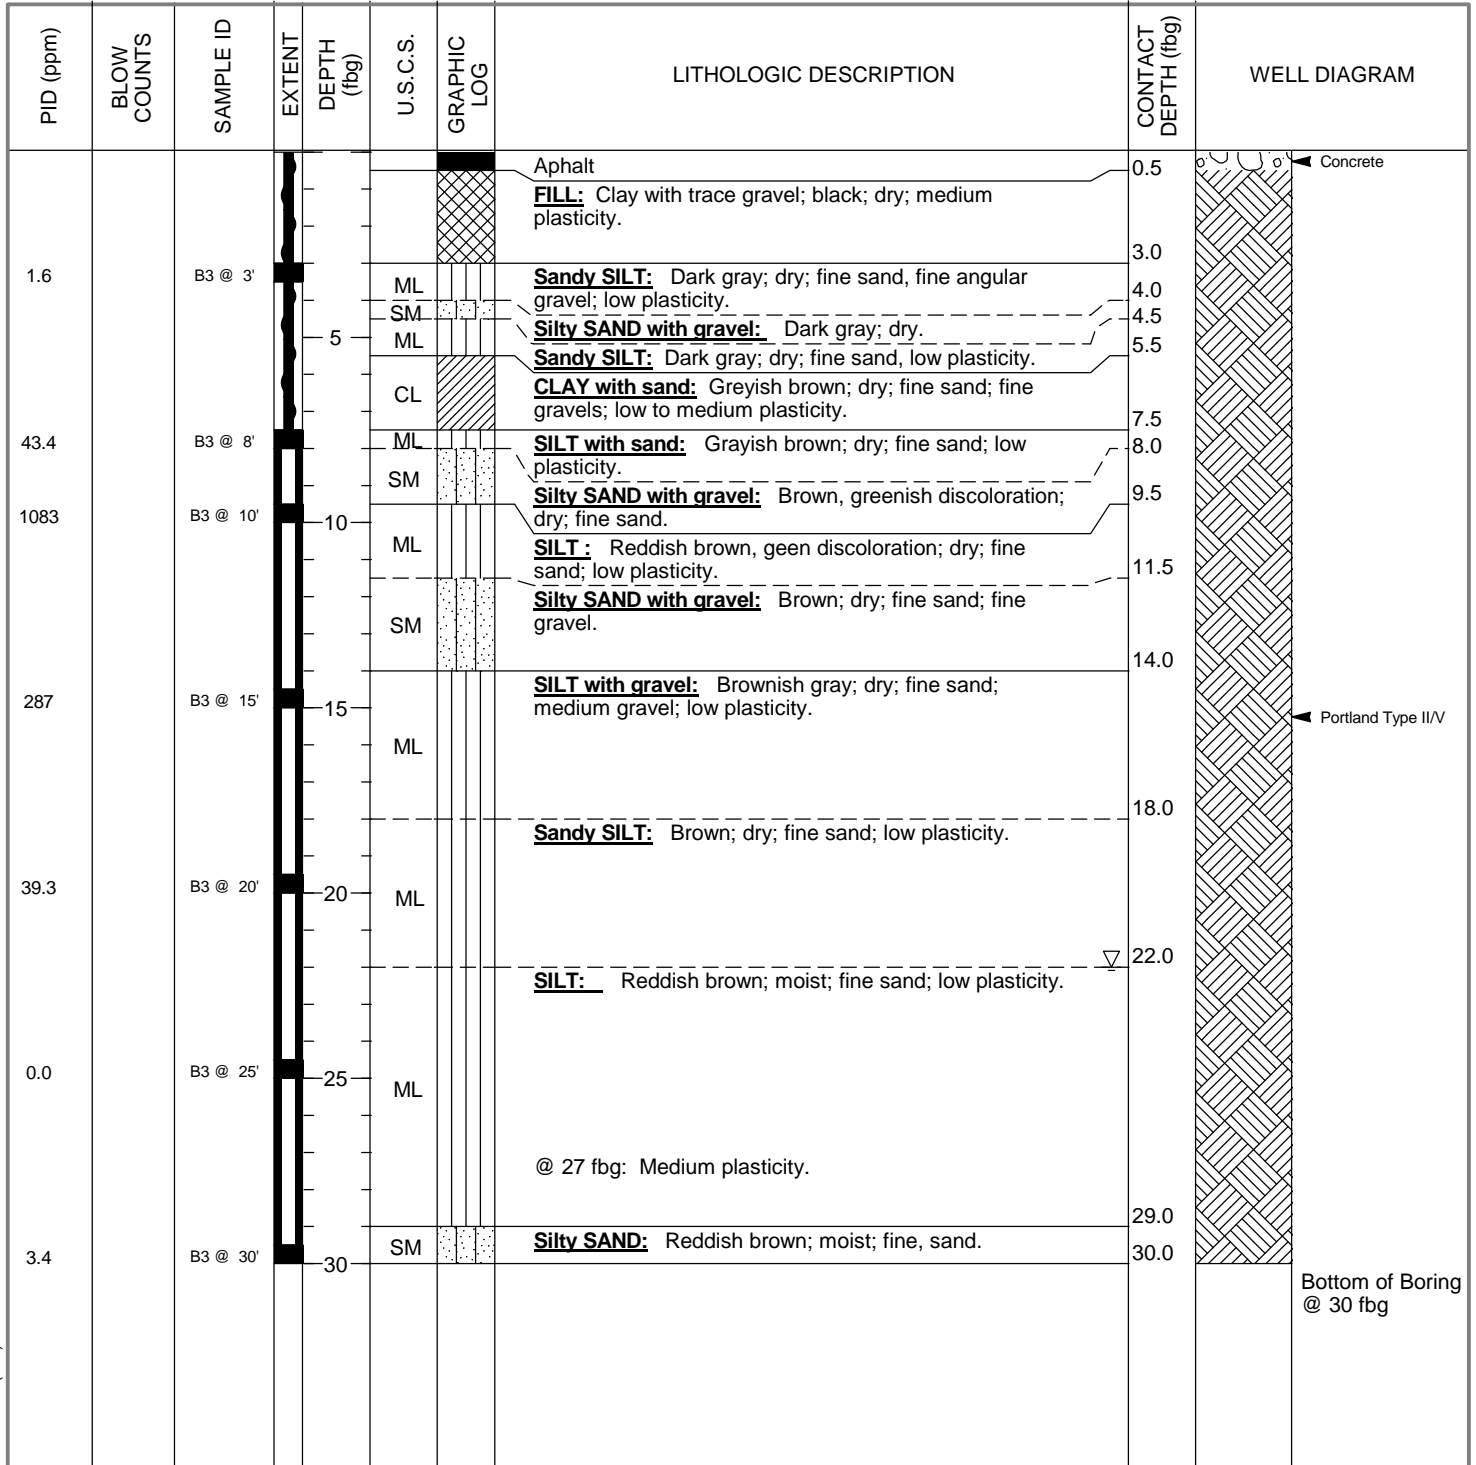 PID (ppm)
BLOW
COUNTS
SAMPLE ID
EXTENT
DEPTH
(fbg)
U.S.C.S.
GRAPHIC
LOG
LITHOLOGIC DESCRIPTION
CONTACT
DEPTH (fbg)
WELL DIAGRAM
Aphalt
0.5
Concrete
FILL: Clay with trace gravel; black; dry; medium
plasticity.
3.0
1.6
B3 @ 3'
ML
Sandy SILT: Dark gray; dry; fine sand, fine angular
gravel; low plasticity.
4.0
SM
Silty SAND with gravel: Dark gray; dry.
4.5
5
ML
Sandy SILT: Dark gray; dry; fine sand, low plasticity.
5.5
CL
CLAY with sand: Greyish brown; dry; fine sand; fine
gravels; low to medium plasticity.
7.5
43.4
B3 @ 8'
ML
SILT with sand: Grayish brown; dry; fine sand; low
plasticity.
8.0
SM
Silty SAND with gravel: Brown, greenish discoloration;
dry; fine sand.
9.5
1083
B3 @ 10'
10
ML
SILT : Reddish brown, geen discoloration; dry; fine
sand; low plasticity.
11.5
SM
Silty SAND with gravel: Brown; dry; fine sand; fine
gravel.
14.0
287
B3 @ 15'
15
ML
SILT with gravel: Brownish gray; dry; fine sand;
medium gravel; low plasticity.
Portland Type II/V
18.0
Sandy SILT: Brown; dry; fine sand; low plasticity.
39.3
B3 @ 20'
20
ML
22.0
SILT: Reddish brown; moist; fine sand; low plasticity.
0.0
B3 @ 25'
25
ML
@ 27 fbg: Medium plasticity.
29.0
3.4
B3 @ 30'
30
SM
Silty SAND: Reddish brown; moist; fine, sand.
30.0
Bottom of Boring
@ 30 fbg